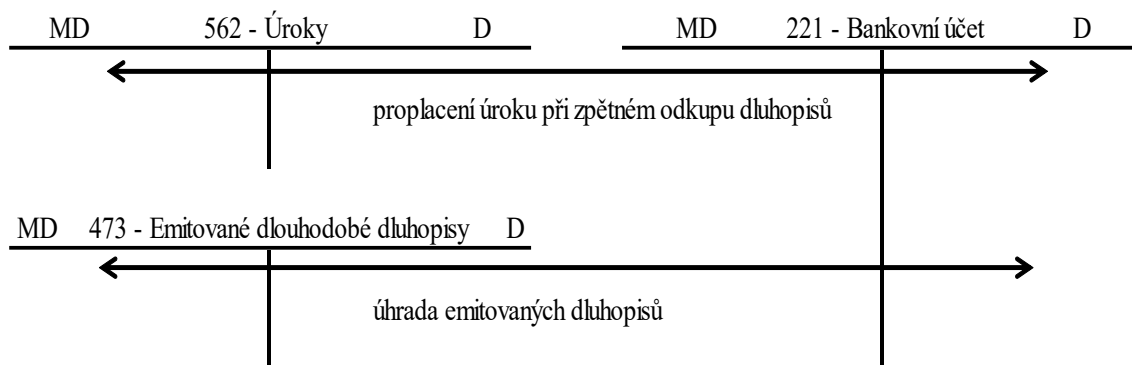 MD 562 - Úroky D MD 221 - Bankovní účet D
proplacení úroku při zpětném odkupu dluhopisů
MD 473 - Emitované dlouhodobé dluhopisy D
úhrada emitovaných dluhopisů